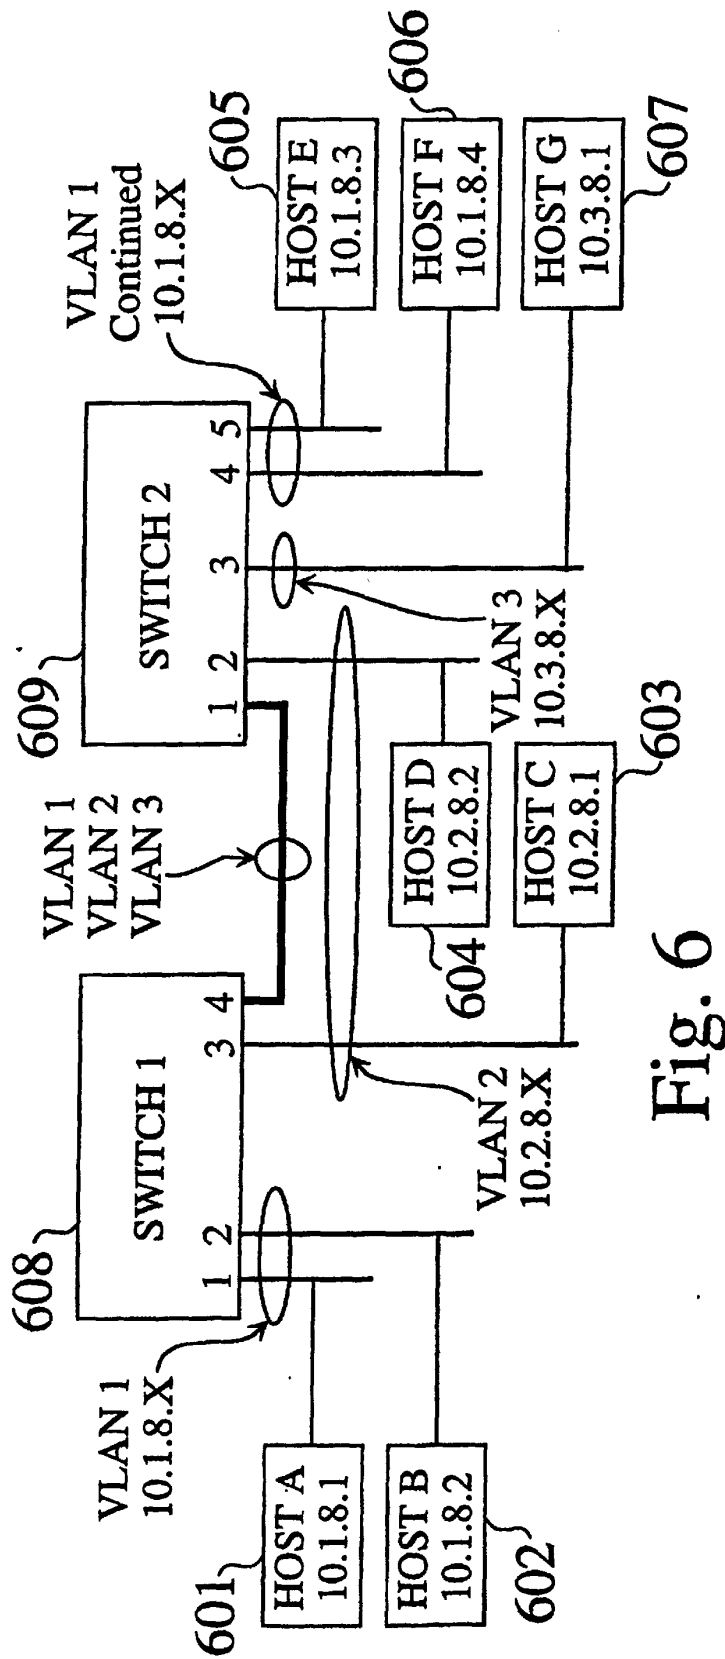 608
SWITCH 1
1 2 3 4
609
SWITCH 2
1 2 3 4 5
VLAN 1
VLAN 2
VLAN 3
VLAN 1
10.1.8.X
VLAN 1
Continued
10.1.8.X
601
HOST A
10.1.8.1
HOST B
10.1.8.2
602
VLAN 2
10.2.8.X
604
HOST D
10.2.8.2
HOST C
10.2.8.1
603
VLAN 3
10.3.8.X
605
HOST E
10.1.8.3
606
HOST F
10.1.8.4
HOST G
10.3.8.1
607
Fig. 6